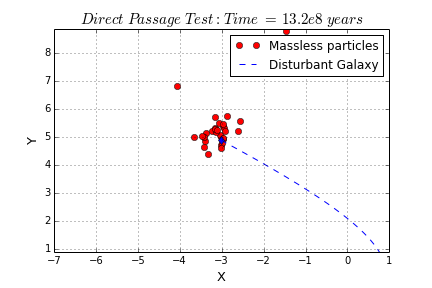 Direct Passage Test: Time = 13.2e8 years
Massless particles
Disturbant Galaxy
Y
8
7
6
5
4
3
2
1
−7 −6 −5 −4 −3 −2 −1 0 1
X